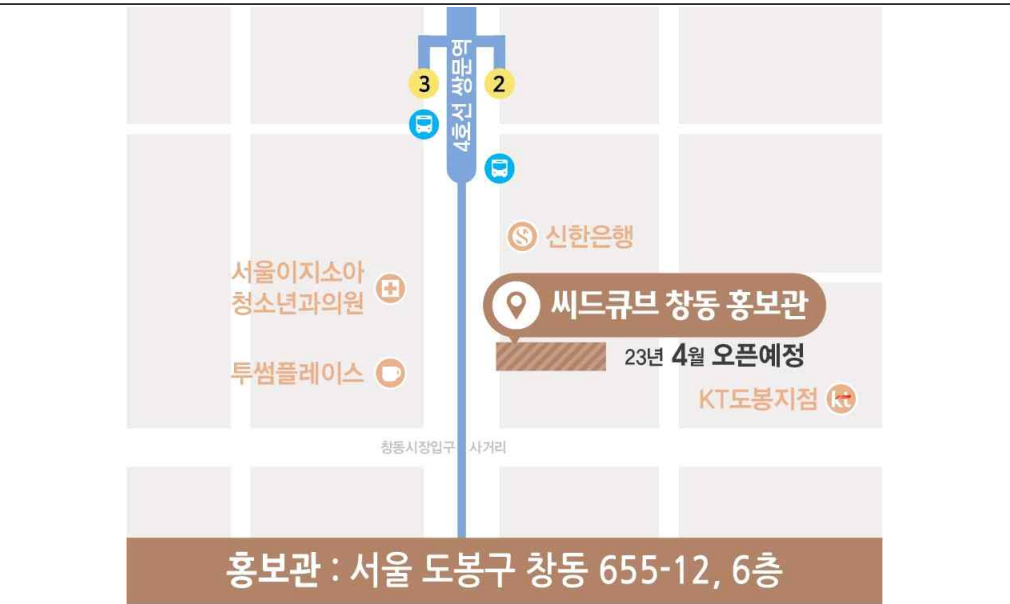 3
4호선 쌍문역
2
신한은행
서울이지소아
청소년과의원
씨드큐브 창동 홍보관
23년 4월 오픈예정
투썸플레이스
KT도봉지점 kt
창동시장입구 사거리
홍보관 : 서울 도봉구 창동 655-12, 6층